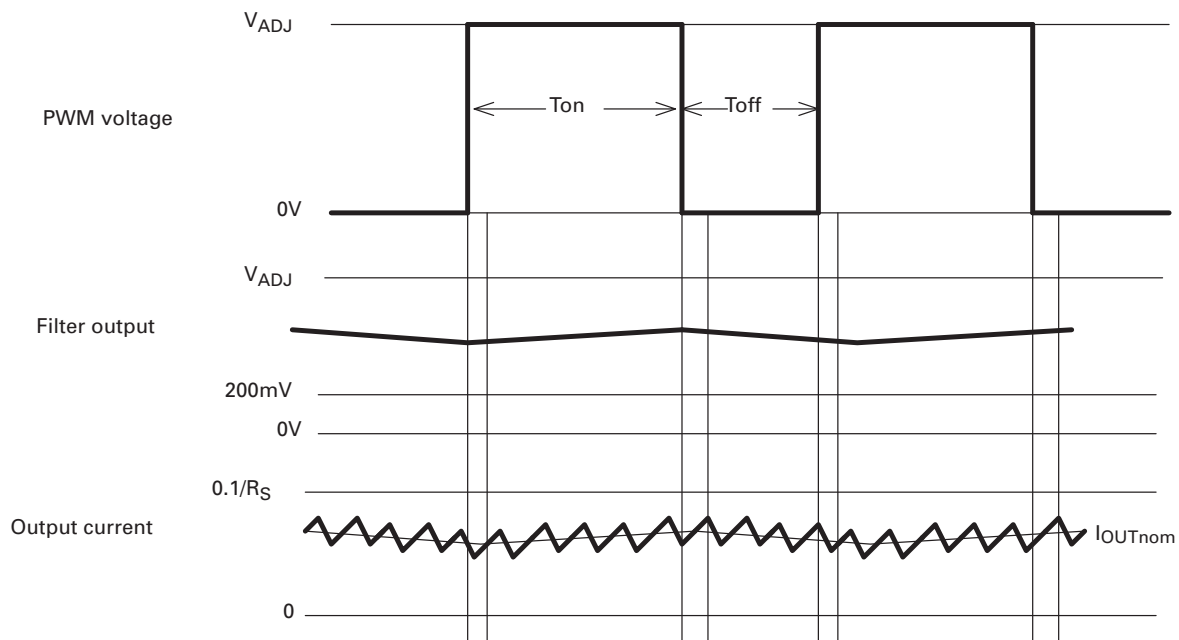 VADJ
PWM voltage
Ton
Toff
0V
VADJ
Filter output
200mV
0V
0.1/RS
Output current
IOUTnom
0